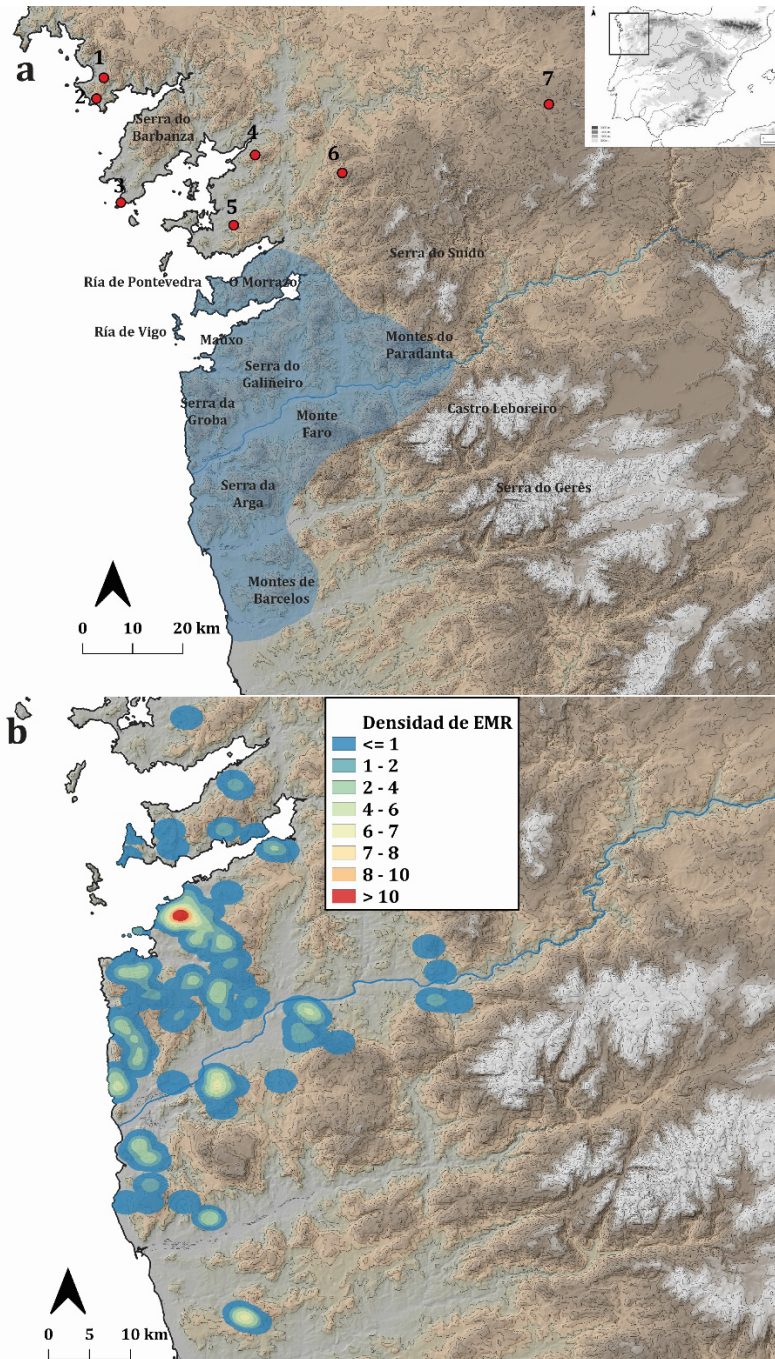 a
1
2
Serra do
Barbanza
3
4
5
6
7
Serra do Suído
Ría de Pontevedra
O Morrazo
Ría de Vigo
Maúxo
Montes do
Paradanta
Serra do
Galiñeiro
Serra da
Groba
Monte
Faro
Castro Leboreiro
Serra da
Arga
Serra do Gerês
Montes de
Barcelos
0 10 20 km
b
Densidad de EMR
<= 1
1 - 2
2 - 4
4 - 6
6 - 7
7 - 8
8 - 10
> 10
0 5 10 km